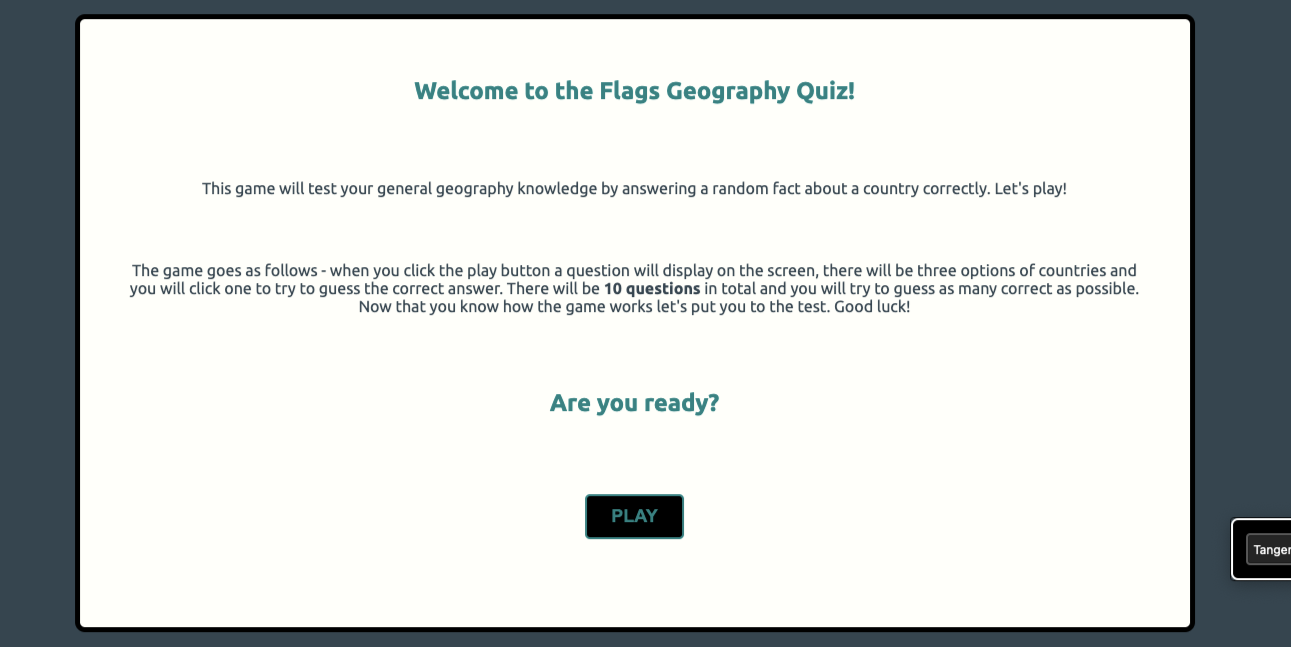 Welcome to the Flags Geography Quiz!
This game will test your general geography knowledge by answering a random fact about a country correctly. Let's play!
The game goes as follows - when you click the play button a question will display on the screen, there will be three options of countries and
you will click one to try to guess the correct answer. There will be 10 questions in total and you will try to guess as many correct as possible.
Now that you know how the game works let's put you to the test. Good luck!
Are you ready?
PLAY
Tanger